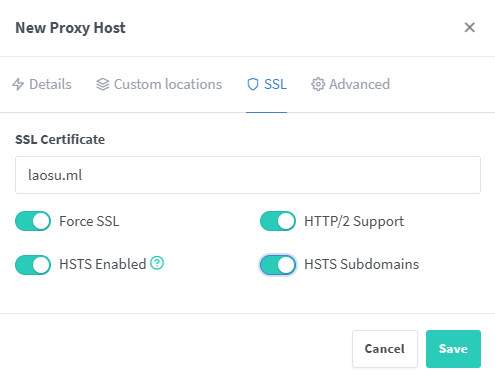 New Proxy Host
Details
Custom locations
SSL
Advanced
SSL Certificate
laosu.ml
Force SSL
HTTP/2 Support
HSTS Enabled
HSTS Subdomains
Cancel
Save